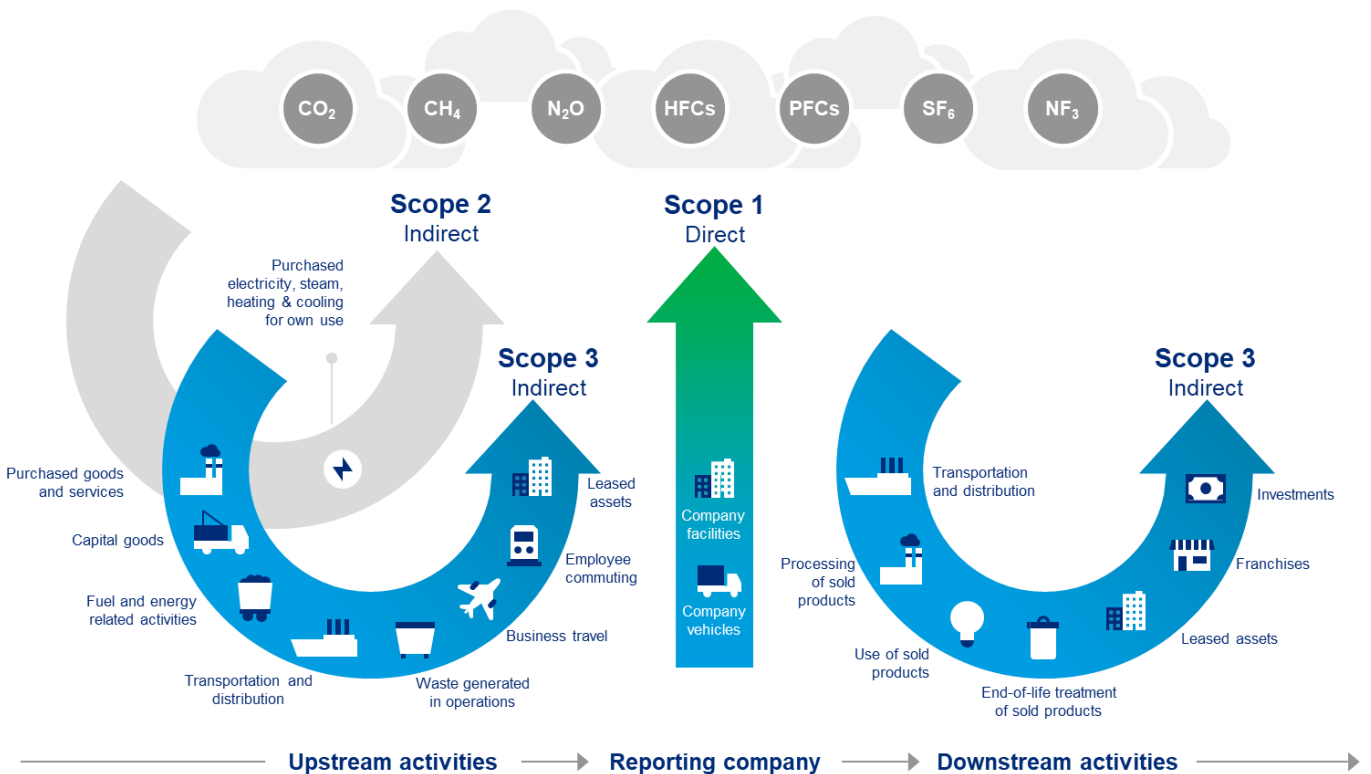 CO₂
CH₄
N₂O
HFCs
PFCs
SF₆
NF₃
Scope 2
Indirect
Purchased
electricity, steam,
heating & cooling
for own use
Scope 1
Direct
Scope 3
Indirect
Purchased goods
and services
Capital goods
Fuel and energy
related activities
Transportation and
distribution
Waste generated
in operations
Business travel
Employee
commuting
Leased
assets
Company
facilities
Company
vehicles
Scope 3
Indirect
Transportation
and distribution
Processing
of sold
products
Use of sold
products
End-of-life treatment
of sold products
Leased assets
Franchises
Investments
Upstream activities
Reporting company
Downstream activities